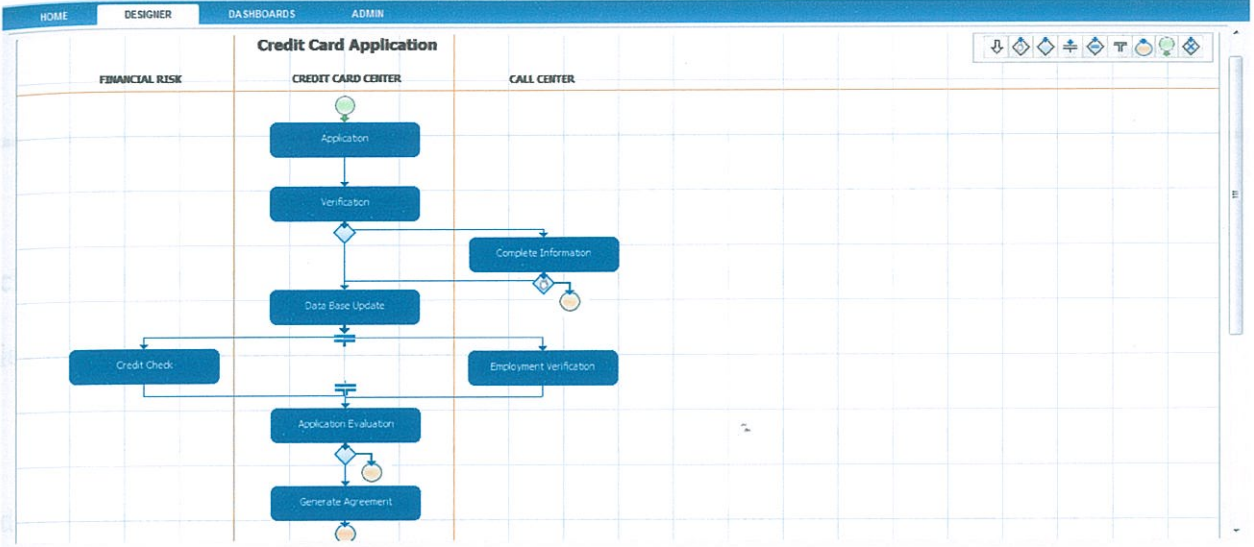 HOME DESIGNER DASHBOARDS ADMIN
Credit Card Application
FINANCIAL RISK CREDIT CARD CENTER CALL CENTER
Application
Verification
Complete Information
Data Base Update
Credit Check Employment Verification
Application Evaluation
Generate Agreement